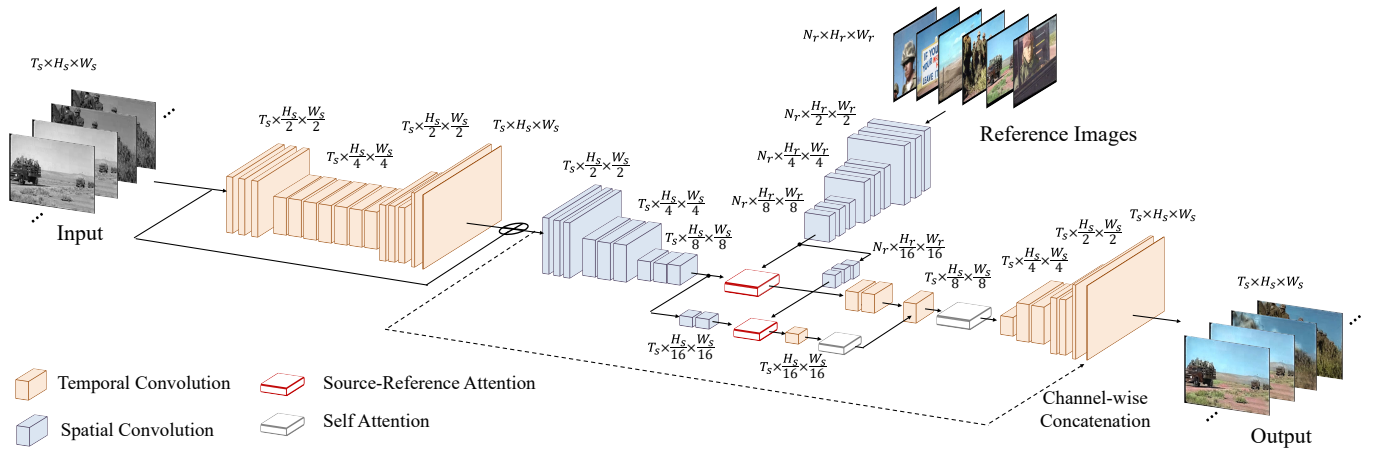 T_s×H_s×W_s
Input
T_s×H_s/2×W_s/2
T_s×H_s/4×W_s/4
T_s×H_s/2×W_s/2
T_s×H_s×W_s
T_s×H_s/2×W_s/2
T_s×H_s/4×W_s/4
T_s×H_s/8×W_s/8
T_s×H_s/16×W_s/16
N_r×H_r×W_r
IF YOU
LEAVE
Reference Images
N_r×H_r/2×W_r/2
N_r×H_r/4×W_r/4
N_r×H_r/8×W_r/8
N_r×H_r/16×W_r/16
T_s×H_s/16×W_s/16
T_s×H_s/8×W_s/8
T_s×H_s/4×W_s/4
T_s×H_s/2×W_s/2
T_s×H_s×W_s
Channel-wise
Concatenation
T_s×H_s×W_s
Output
Temporal Convolution
Spatial Convolution
Source-Reference Attention
Self Attention